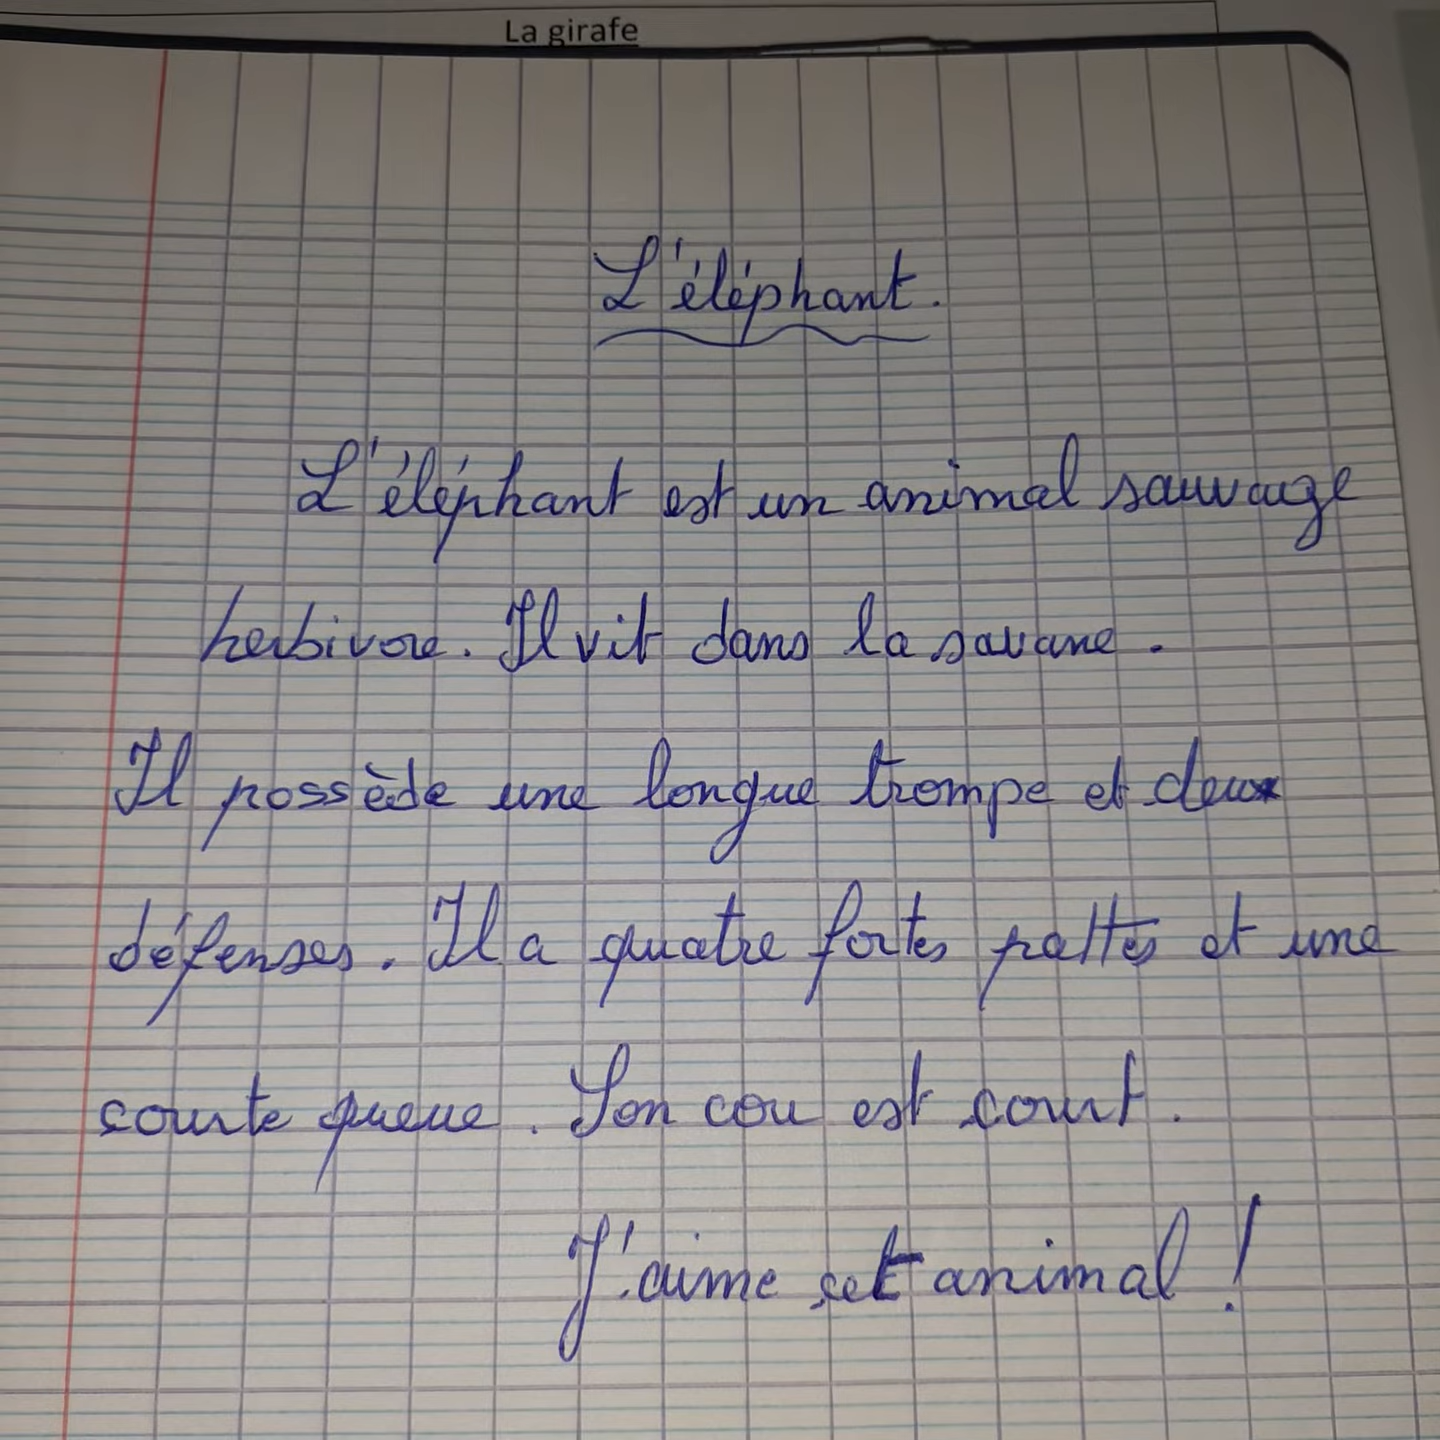 La girafe
L'éléphant.
L'éléphant est un animal sauvage
herbivore. Il vit dans la savane.
Il possède une longue trompe et deux
défenses. Il a quatre fortes pattes et une
courte queue. Son cou est court.
J'aime cet animal !